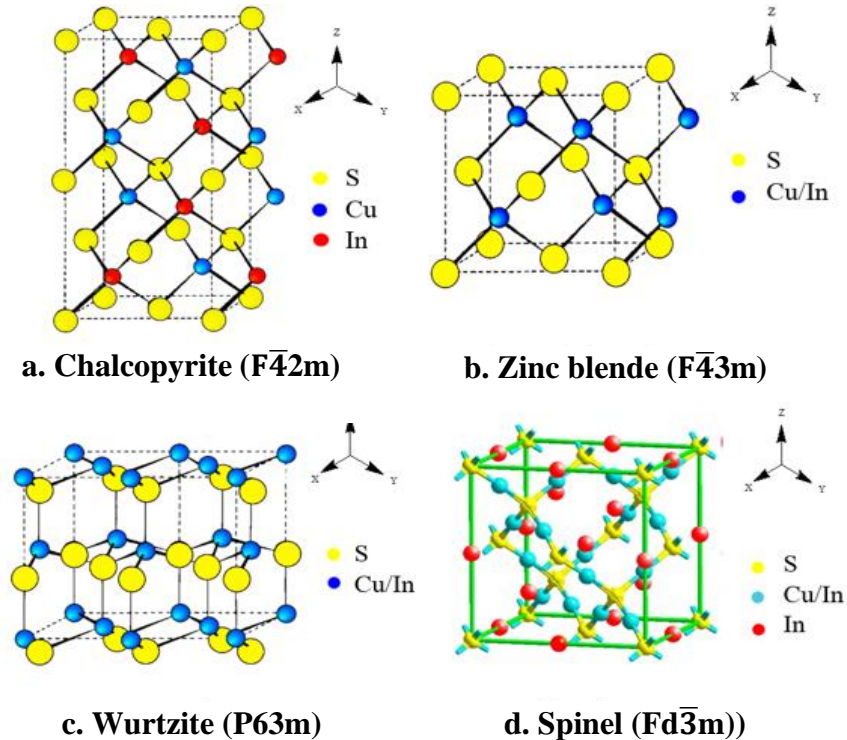 Z
X
Y
S
Cu
In
a. Chalcopyrite (F4̅2m)
Z
X
Y
S
Cu/In
b. Zinc blende (F4̅3m)
X
Y
S
Cu/In
c. Wurtzite (P63m)
Z
X
Y
S
Cu/In
In
d. Spinel (Fd3̅m))